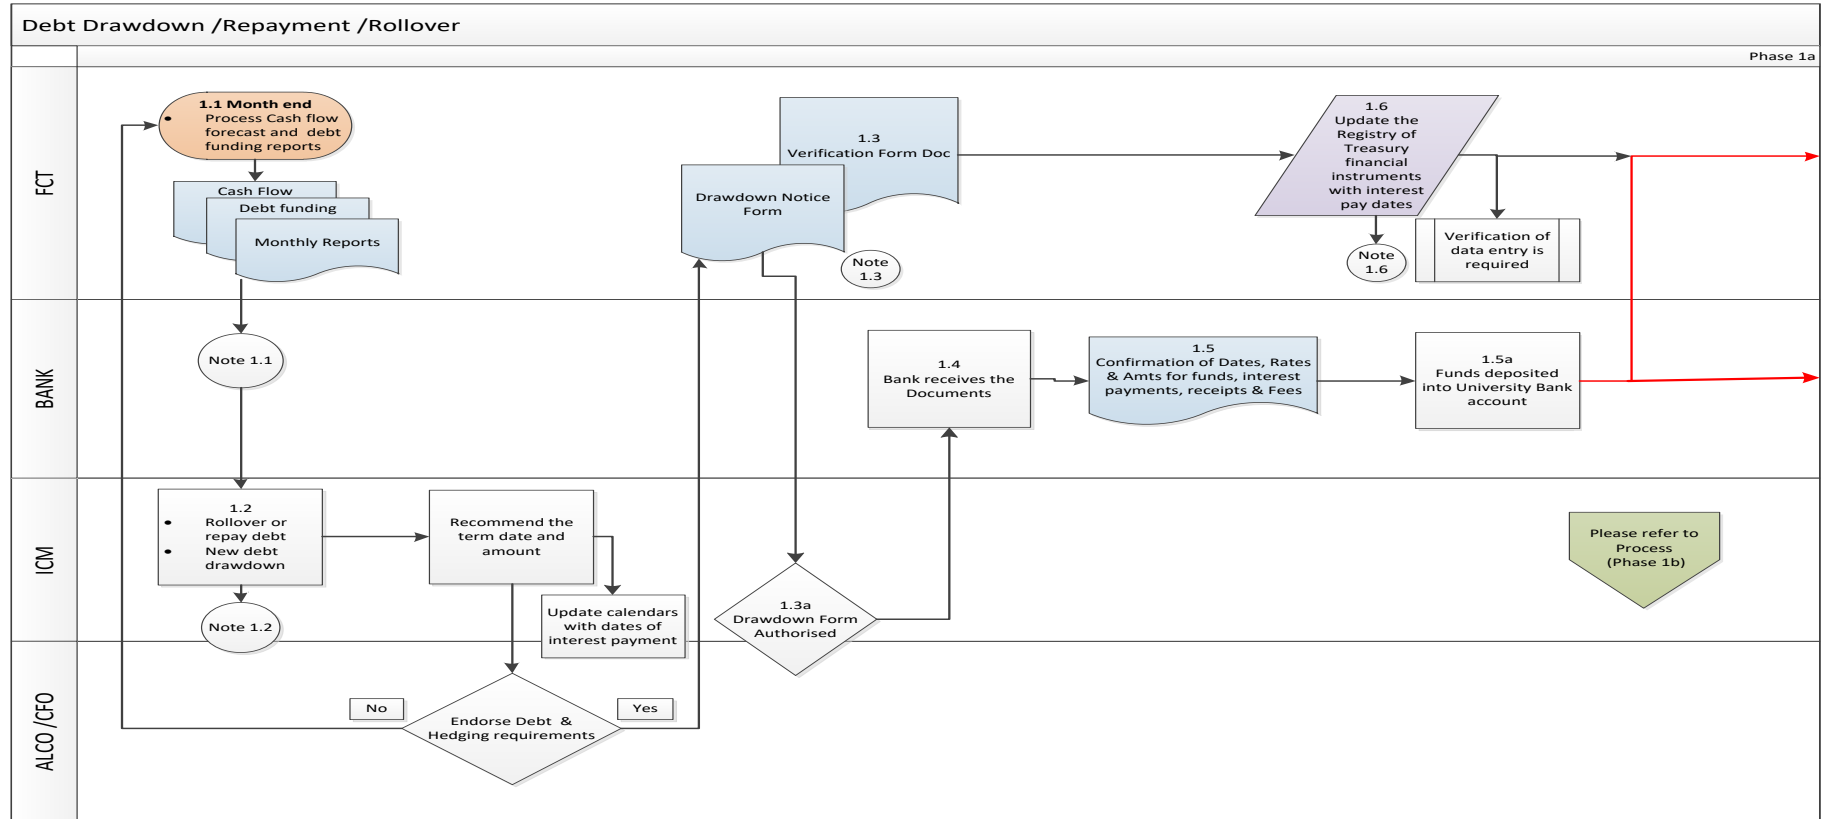 Debt Drawdown /Repayment /Rollover
Phase 1a
FCT
1.1 Month end
• Process Cash flow
forecast and debt
funding reports
Cash Flow
Debt funding
Monthly Reports
1.3
Verification Form Doc
Drawdown Notice
Form
Note
1.3
1.6
Update the
Registry of
Treasury
financial
instruments
with interest
pay dates
Note
1.6
Verification of
data entry is
required
BANK
Note 1.1
1.4
Bank receives the
Documents
1.5
Confirmation of Dates, Rates
& Amts for funds, interest
payments, receipts & Fees
1.5a
Funds deposited
into University Bank
account
ICM
1.2
• Rollover or
repay debt
• New debt
drawdown
Note 1.2
Recommend the
term date and
amount
Update calendars
with dates of
interest payment
1.3a
Drawdown Form
Authorised
Please refer to
Process
(Phase 1b)
ALCO /CFO
No
Endorse Debt &
Hedging requirements
Yes